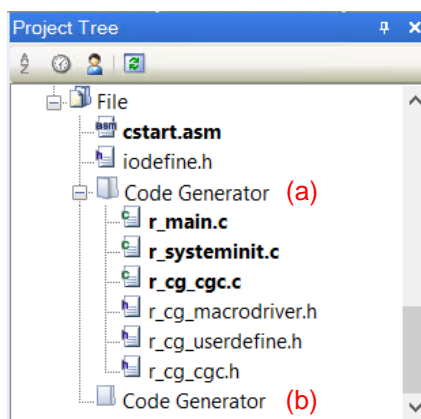 Project Tree
File
cstart.asm
iodefine.h
Code Generator (a)
r_main.c
r_systeminit.c
r_cg_cgc.c
r_cg_macrodriver.h
r_cg_userdefine.h
r_cg_cgc.h
Code Generator (b)